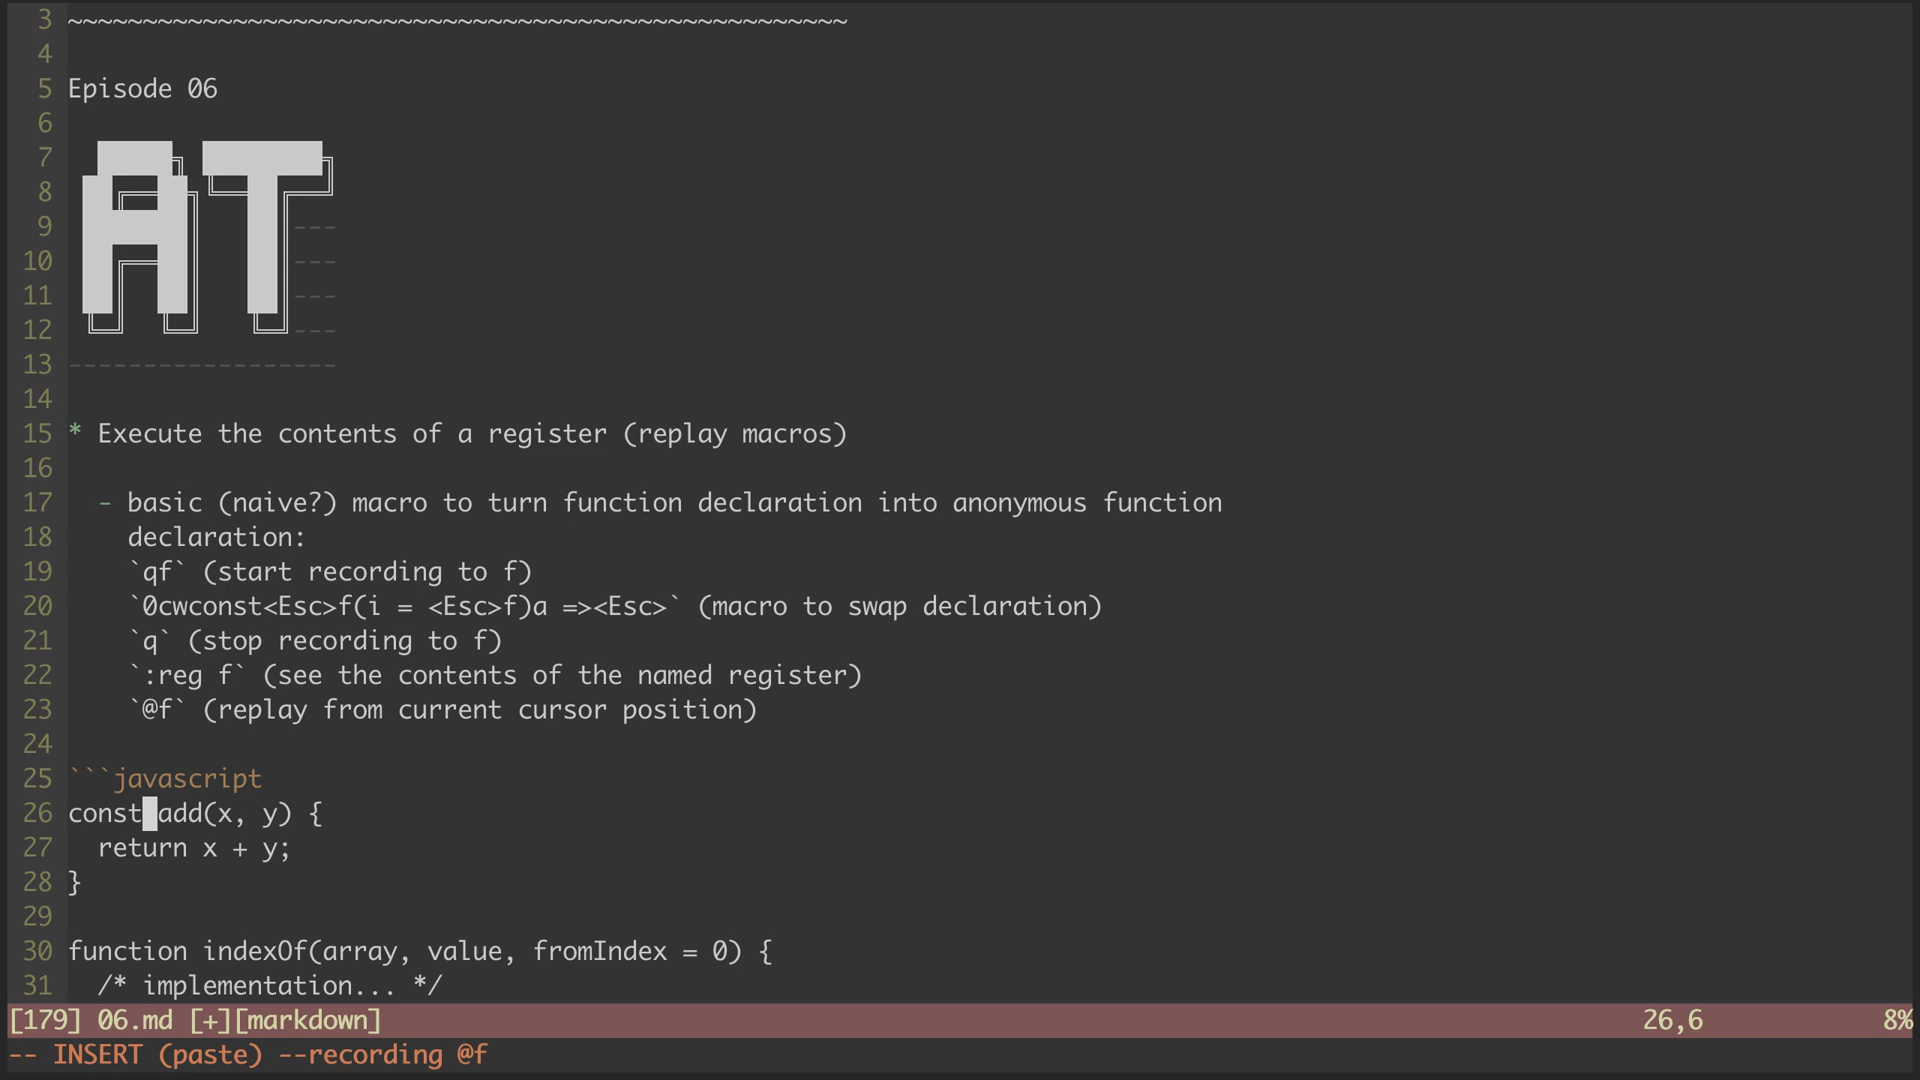 3 ~~~~~~~~~~~~~~~~~~~~~~~~~~~~~~~~~~~~~~~~~~~~~~~~~~~~
4
5 Episode 06
6
7 AT
8
9 ---
10 ---
11 ---
12 ---
13 ------------------
14
15 * Execute the contents of a register (replay macros)
16
17   - basic (naive?) macro to turn function declaration into anonymous function
18     declaration:
19     `qf` (start recording to f)
20     `0cwconst<Esc>f(i = <Esc>f)a =><Esc>` (macro to swap declaration)
21     `q` (stop recording to f)
22     `:reg f` (see the contents of the named register)
23     `@f` (replay from current cursor position)
24
25 ```javascript
26 const add(x, y) {
27   return x + y;
28 }
29
30 function indexOf(array, value, fromIndex = 0) {
31   /* implementation... */
[179] 06.md [+][markdown] 26,6 8%
-- INSERT (paste) --recording @f